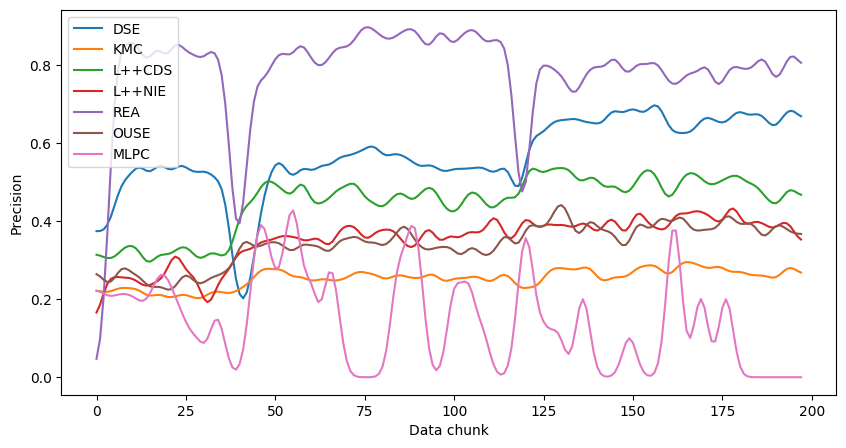 DSE
KMC
L++CDS
L++NIE
REA
OUSE
MLPC
Precision
0.8
0.6
0.4
0.2
0.0
0 25 50 75 100 125 150 175 200
Data chunk